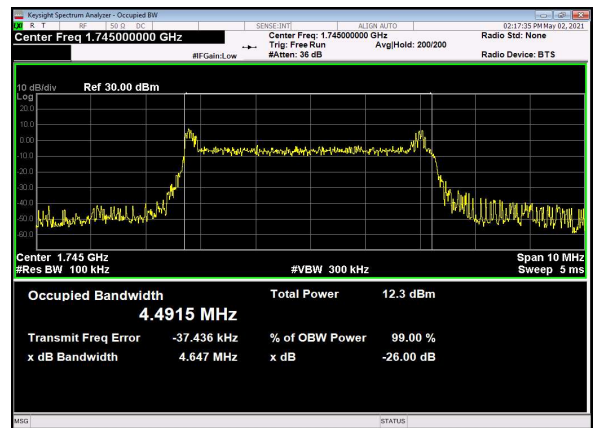 Keysight Spectrum Analyzer - Occupied BW
R T RF 50 Ω DC SENSE:INT ALIGN AUTO 02:17:35 PM May 02, 2021
Center Freq 1.745000000 GHz Center Freq: 1.745000000 GHz Radio Std: None
Trig: Free Run Avg|Hold: 200/200
#IFGain:Low #Atten: 36 dB Radio Device: BTS
10 dB/div Ref 30.00 dBm
Log
20.0
10.0
0.00
-10.0
-20.0
-30.0
-40.0
-50.0
-60.0
Center 1.745 GHz Span 10 MHz
#Res BW 100 kHz #VBW 300 kHz Sweep 5 ms
Occupied Bandwidth Total Power 12.3 dBm
4.4915 MHz
Transmit Freq Error -37.436 kHz % of OBW Power 99.00 %
x dB Bandwidth 4.647 MHz x dB -26.00 dB
MSG STATUS